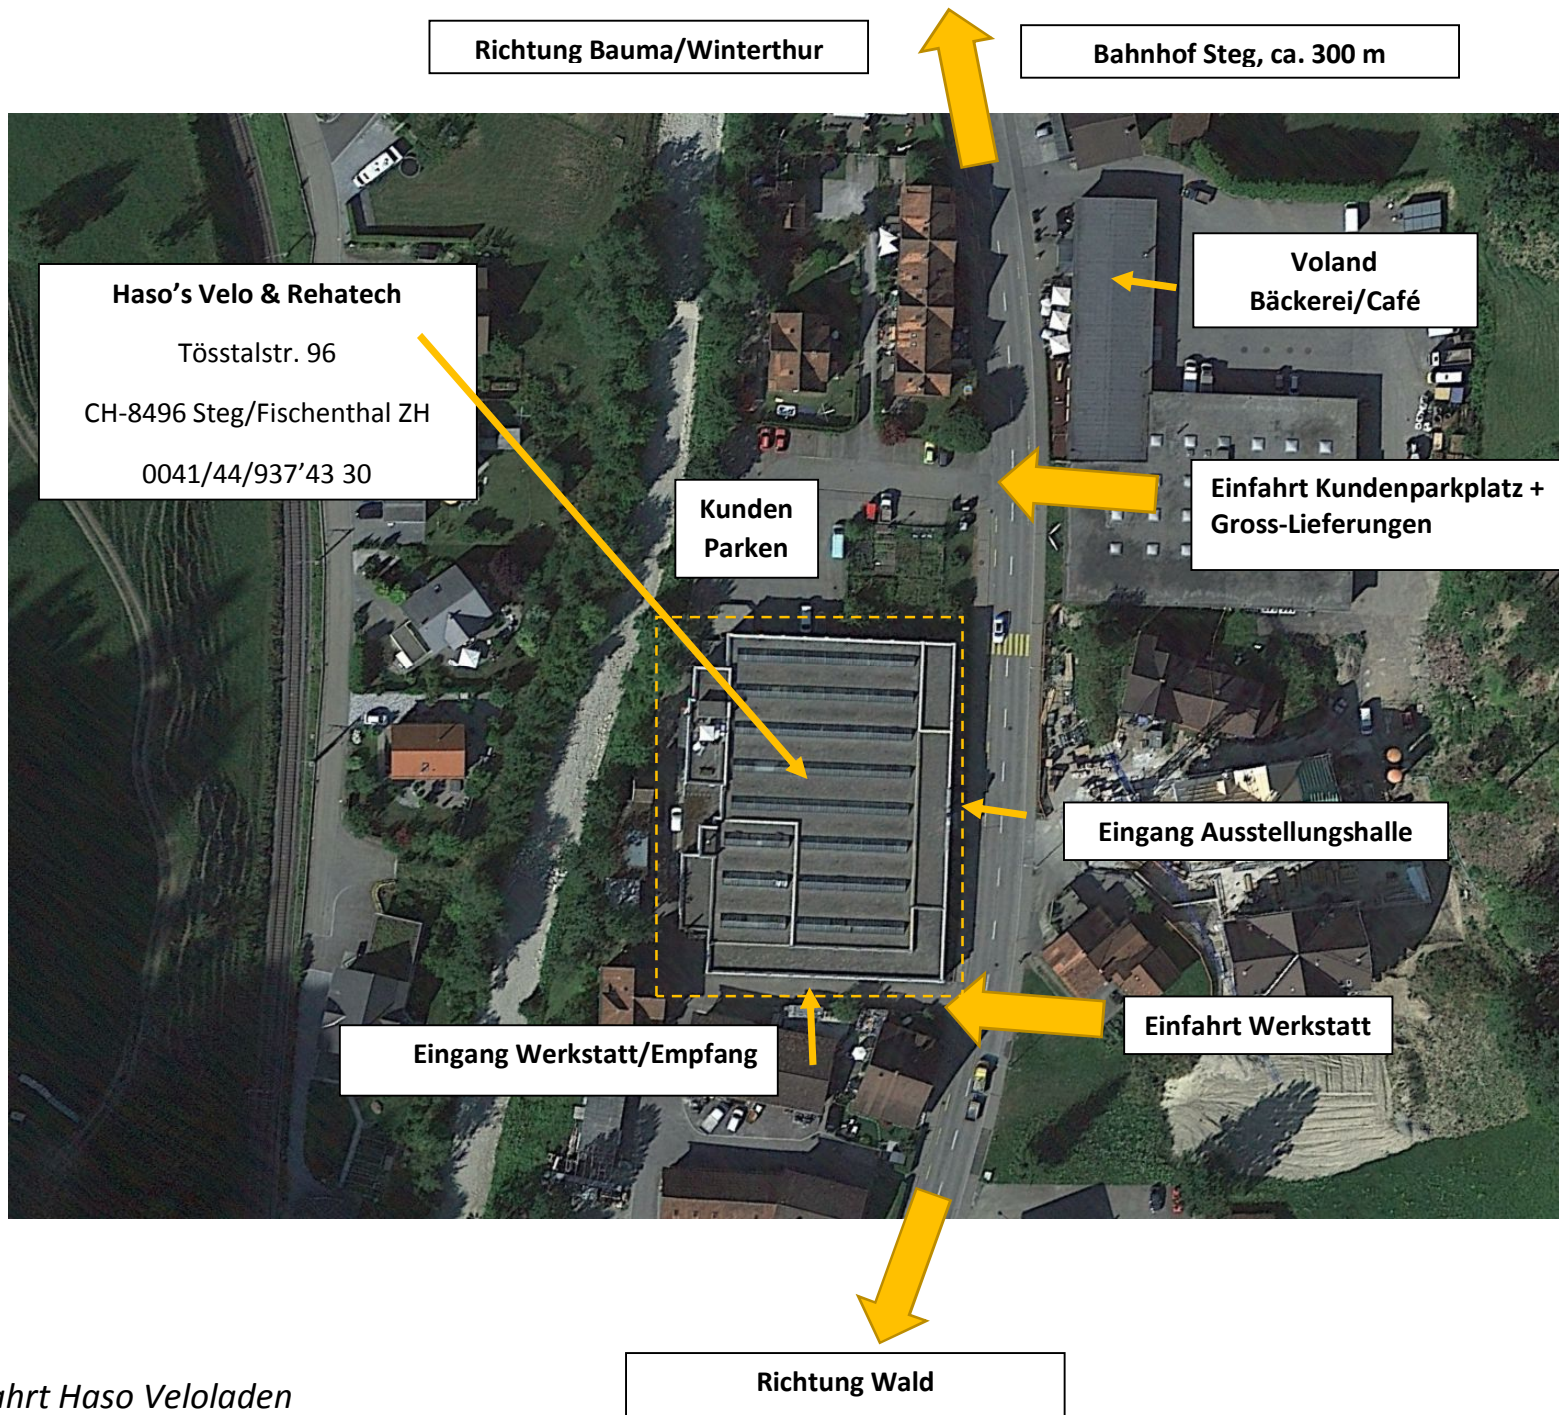 Richtung Bauma/Winterthur
Bahnhof Steg, ca. 300 m
Voland
Bäckerei/Café
Haso’s Velo & Rehatech
Tösstalstr. 96
CH-8496 Steg/Fischenthal ZH
0041/44/937’43 30
Kunden
Parken
Einfahrt Kundenparkplatz +
Gross-Lieferungen
Eingang Ausstellungshalle
Einfahrt Werkstatt
Eingang Werkstatt/Empfang
Richtung Wald
Haso Veloladen